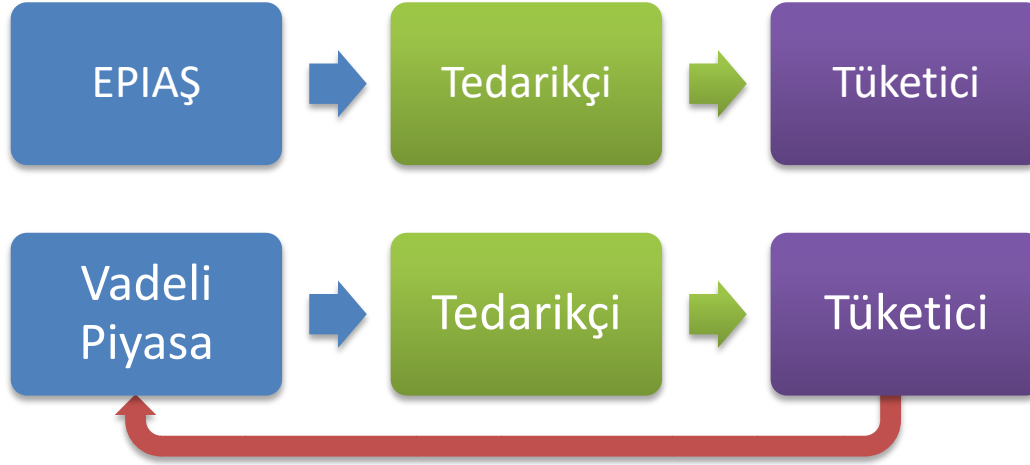 EPIAŞ
Tedarikçi
Tüketici
Vadeli
Piyasa
Tedarikçi
Tüketici